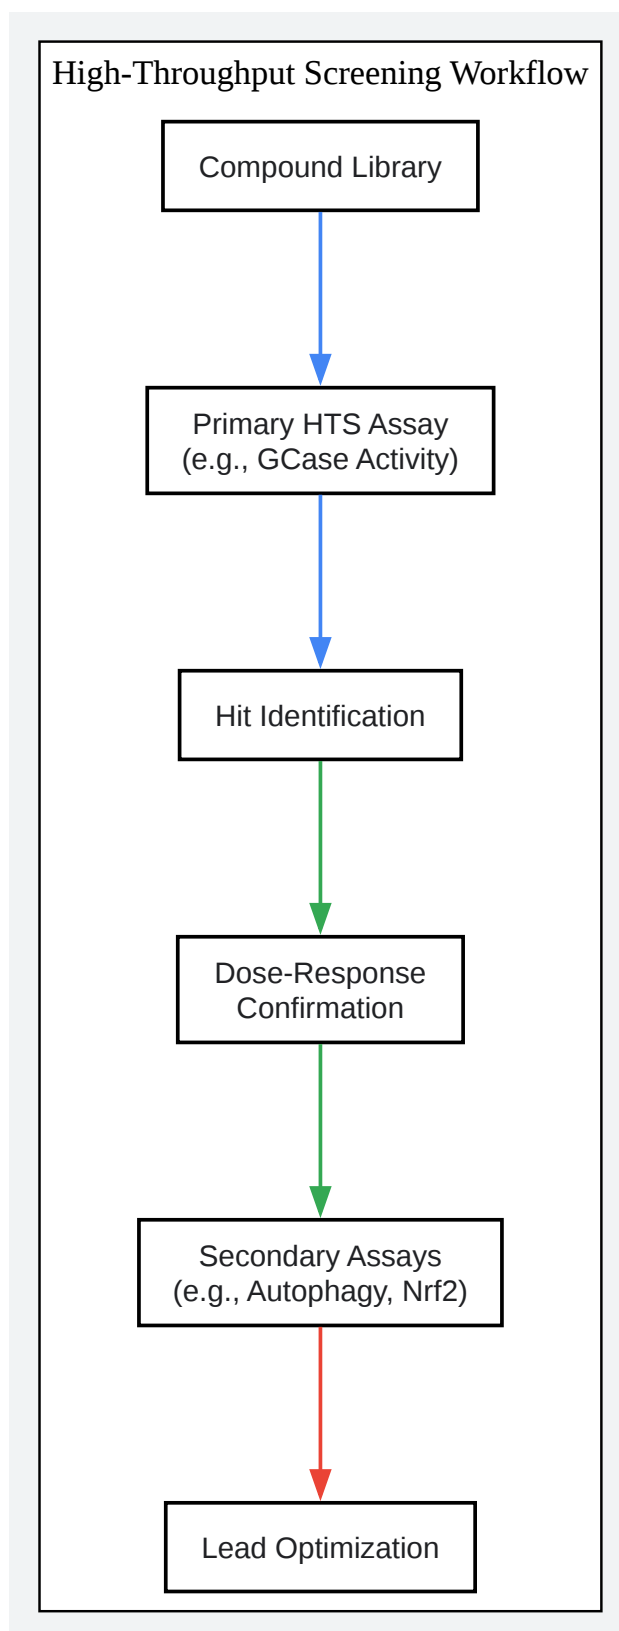 High-Throughput Screening Workflow
Compound Library
Primary HTS Assay
(e.g., GCase Activity)
Hit Identification
Dose-Response
Confirmation
Secondary Assays
(e.g., Autophagy, Nrf2)
Lead Optimization